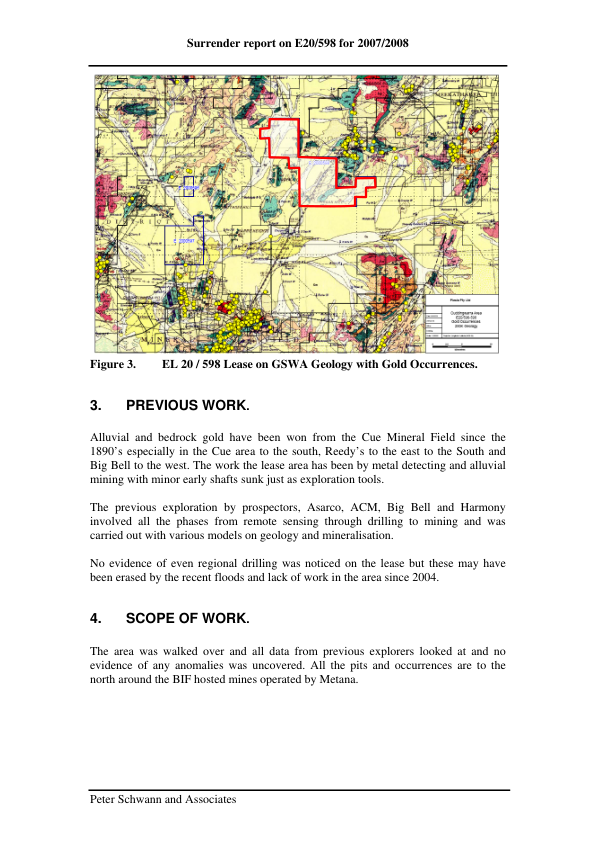 Surrender report on E20/598 for 2007/2008
Figure 3. EL 20 / 598 Lease on GSWA Geology with Gold Occurrences.
3. PREVIOUS WORK.
Alluvial and bedrock gold have been won from the Cue Mineral Field since the
1890’s especially in the Cue area to the south, Reedy’s to the east to the South and
Big Bell to the west. The work the lease area has been by metal detecting and alluvial
mining with minor early shafts sunk just as exploration tools.
The previous exploration by prospectors, Asarco, ACM, Big Bell and Harmony
involved all the phases from remote sensing through drilling to mining and was
carried out with various models on geology and mineralisation.
No evidence of even regional drilling was noticed on the lease but these may have
been erased by the recent floods and lack of work in the area since 2004.
4. SCOPE OF WORK.
The area was walked over and all data from previous explorers looked at and no
evidence of any anomalies was uncovered. All the pits and occurrences are to the
north around the BIF hosted mines operated by Metana.
Peter Schwann and Associates